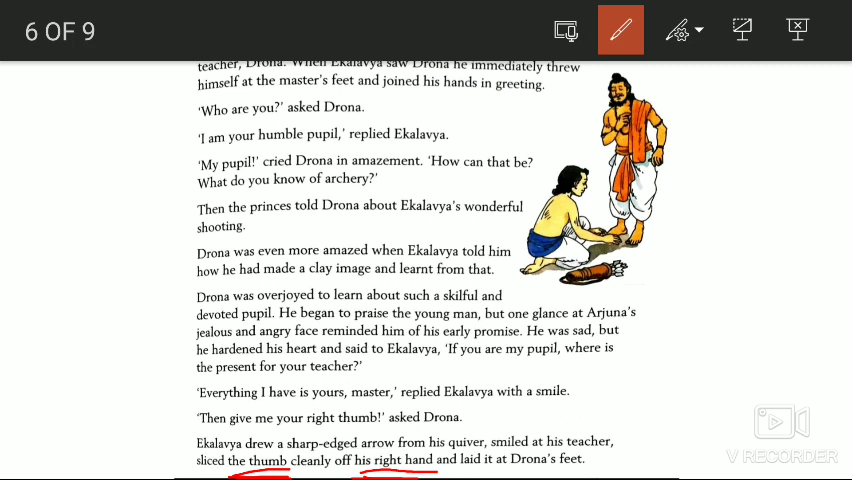 6 OF 9
teacher, Drona. When Ekalavya saw Drona he immediately threw
himself at the master's feet and joined his hands in greeting.
'Who are you?' asked Drona.
'I am your humble pupil,' replied Ekalavya.
'My pupil!' cried Drona in amazement. 'How can that be?
What do you know of archery?'
Then the princes told Drona about Ekalavya's wonderful
shooting.
Drona was even more amazed when Ekalavya told him
how he had made a clay image and learnt from that.
Drona was overjoyed to learn about such a skilful and
devoted pupil. He began to praise the young man, but one glance at Arjuna's
jealous and angry face reminded him of his early promise. He was sad, but
he hardened his heart and said to Ekalavya, 'If you are my pupil, where is
the present for your teacher?'
'Everything I have is yours, master,' replied Ekalavya with a smile.
'Then give me your right thumb!' asked Drona.
Ekalavya drew a sharp-edged arrow from his quiver, smiled at his teacher,
sliced the thumb cleanly off his right hand and laid it at Drona's feet.
V RECORDER